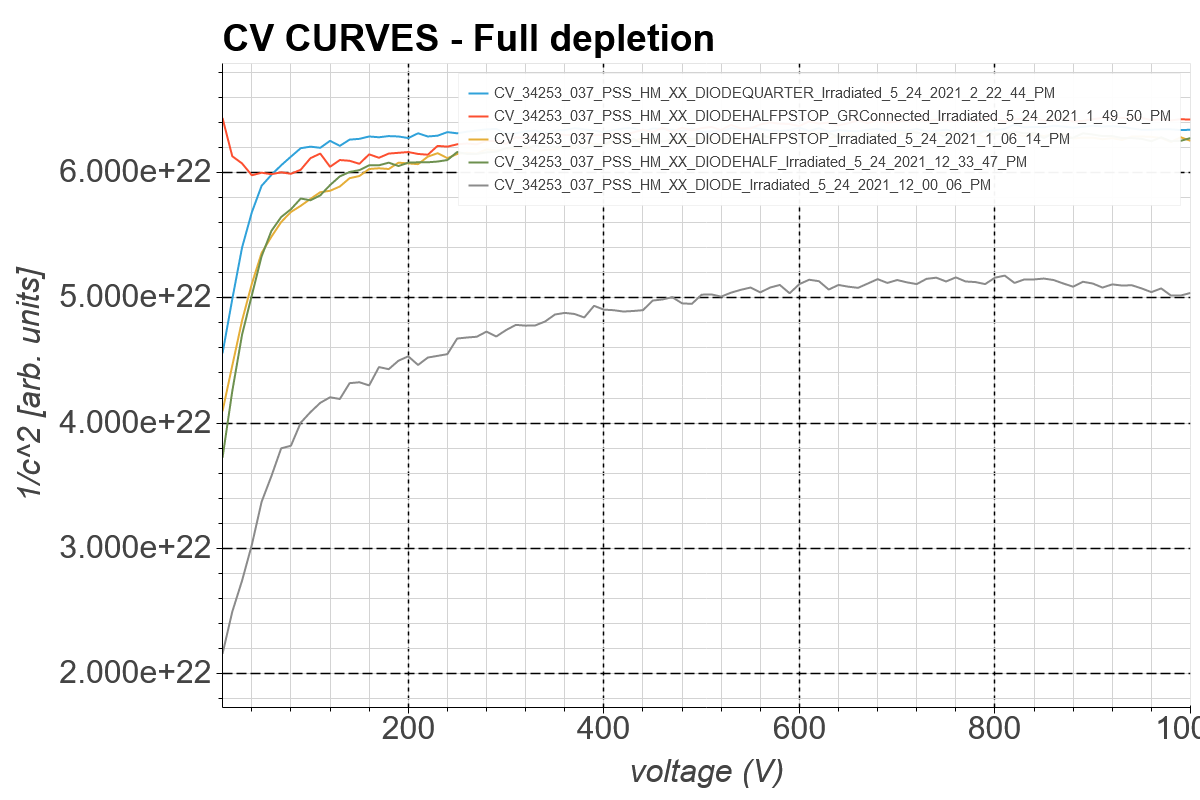 CV CURVES - Full depletion
CV_34253_037_PSS_HM_XX_DIODEQUARTER_Irradiated_5_24_2021_2_22_44_PM
CV_34253_037_PSS_HM_XX_DIODEHALFPSTOP_GRConnected_Irradiated_5_24_2021_1_49_50_PM
CV_34253_037_PSS_HM_XX_DIODEHALFPSTOP_Irradiated_5_24_2021_1_06_14_PM
CV_34253_037_PSS_HM_XX_DIODEHALF_Irradiated_5_24_2021_12_33_47_PM
CV_34253_037_PSS_HM_XX_DIODE_Irradiated_5_24_2021_12_00_06_PM
6.000e+22
5.000e+22
4.000e+22
3.000e+22
2.000e+22
1/c^2 [arb. units]
200 400 600 800 100
voltage (V)